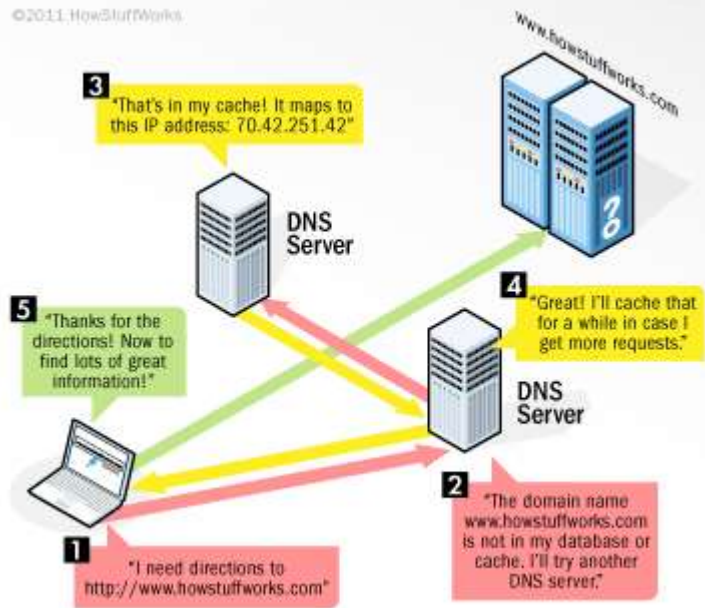 ©2011 HowStuffWorks
www.howstuffworks.com
3
"That's in my cache! It maps to
this IP address: 70.42.251.42"
DNS
Server
4
"Great! I'll cache that
for a while in case I
get more requests."
5
"Thanks for the
directions! Now to
find lots of great
information!"
DNS
Server
2
"The domain name
www.howstuffworks.com
is not in my database or
cache. I'll try another
DNS server."
1
"I need directions to
http://www.howstuffworks.com"